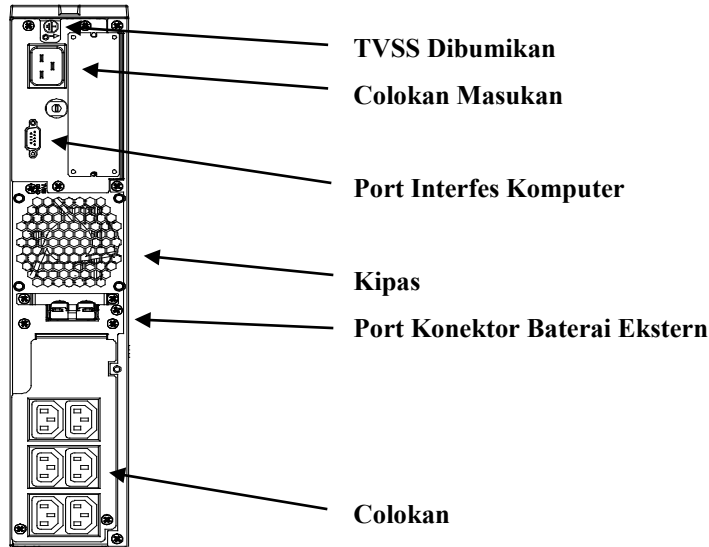 TVSS Dibumikan
Colokan Masukan
Port Interfes Komputer
Kipas
Port Konektor Baterai Ekstern
Colokan